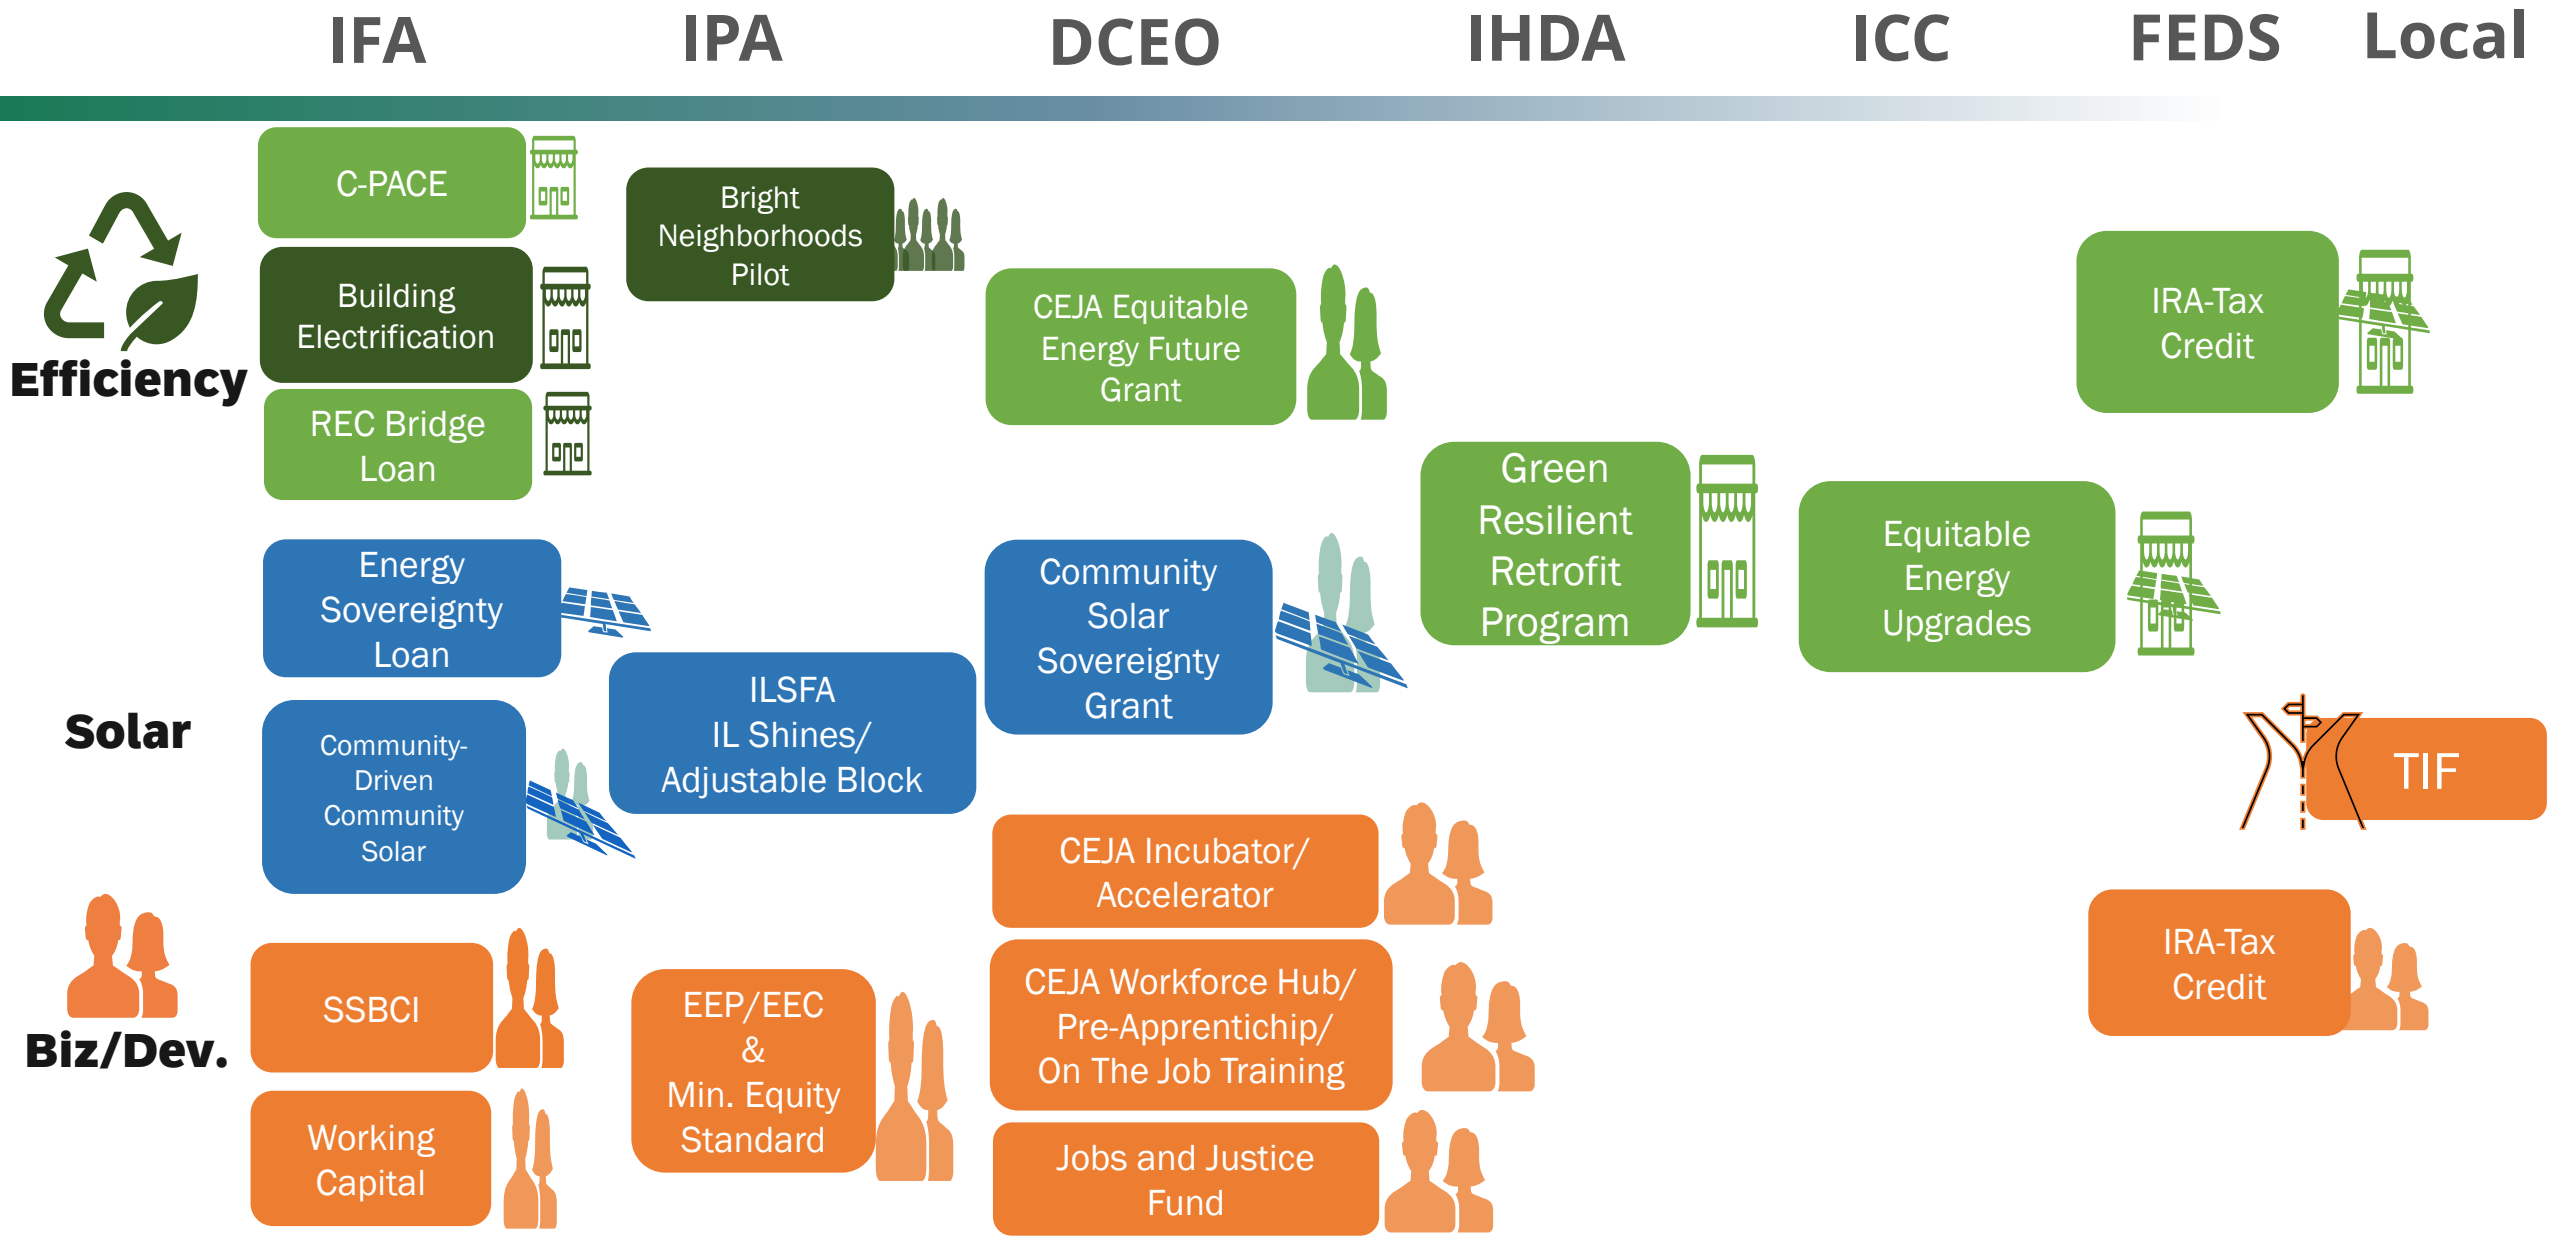 IFA
IPA
DCEO
IHDA
ICC
FEDS
Local
Efficiency
C-PACE
Building
Electrification
REC Bridge
Loan
Bright
Neighborhoods
Pilot
CEJA Equitable
Energy Future
Grant
Green
Resilient
Retrofit
Program
Equitable
Energy
Upgrades
IRA-Tax
Credit
Solar
Energy
Sovereignty
Loan
Community-
Driven
Community
Solar
ILSFA
IL Shines/
Adjustable Block
Community
Solar
Sovereignty
Grant
TIF
Biz/Dev.
SSBCI
Working
Capital
EEP/EEC
&
Min. Equity
Standard
CEJA Incubator/
Accelerator
CEJA Workforce Hub/
Pre-Apprentichip/
On The Job Training
Jobs and Justice
Fund
IRA-Tax
Credit